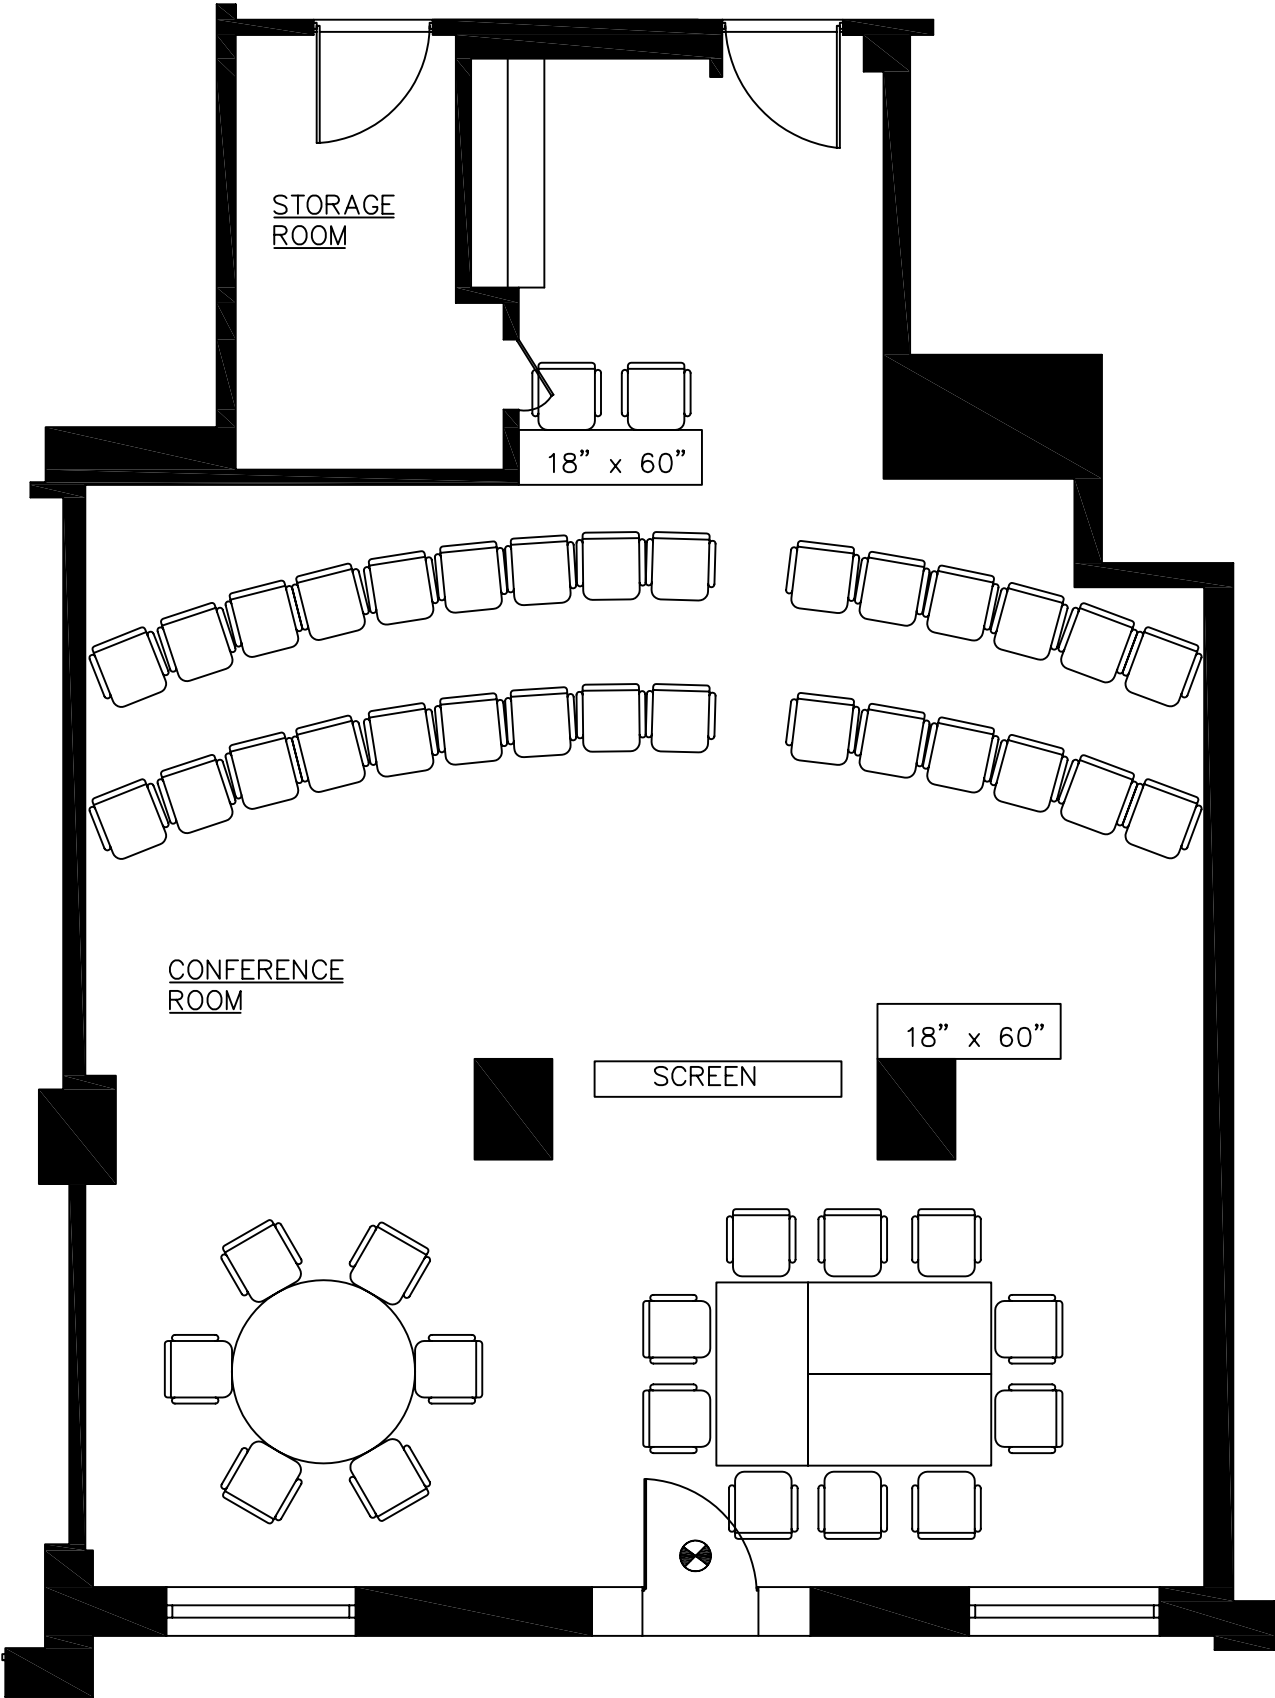 STORAGE
ROOM
18” x 60”
CONFERENCE
ROOM
18” x 60”
SCREEN